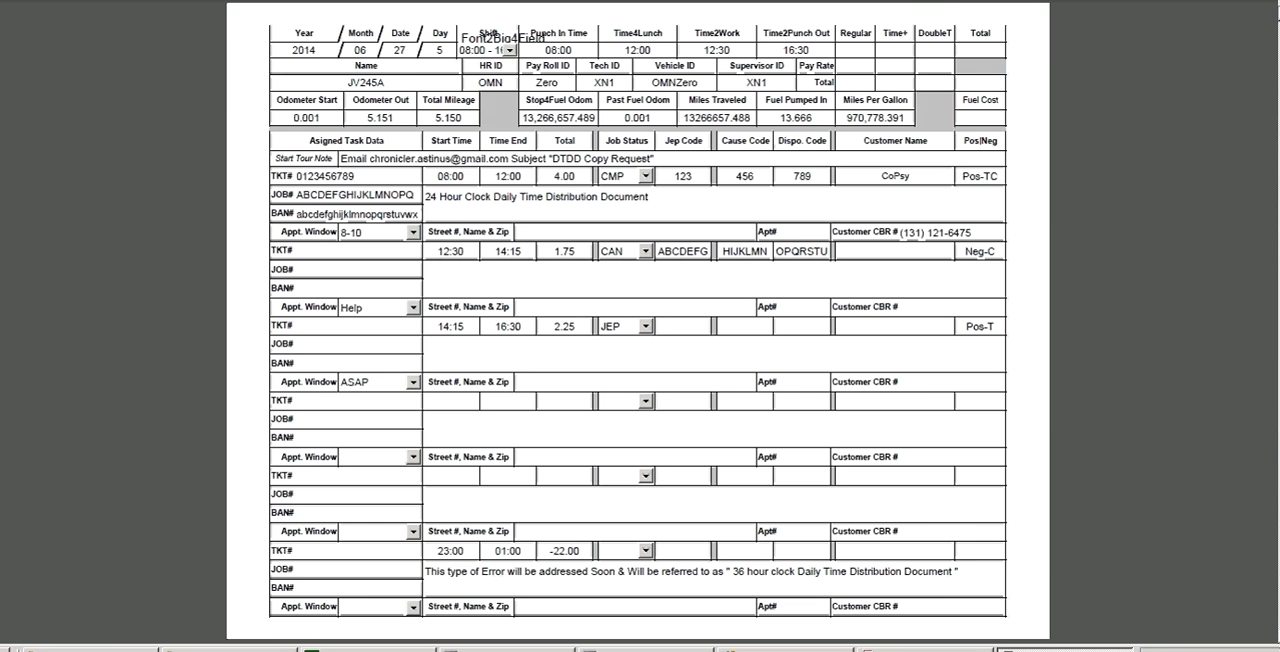 Year Month Date Day Shift Punch In Time Time4Lunch Time2Work Time2Punch Out Regular Time+ DoubleT Total
Font2Big4Field
2014 06 27 5 08:00 - 08:00 12:00 12:30 16:30
Name HR ID Pay Roll ID Tech ID Vehicle ID Supervisor ID Pay Rate
JV245A OMN Zero XN1 OMNZero XN1 Total
Odometer Start Odometer Out Total Mileage Stop4Fuel Odom Past Fuel Odom Miles Traveled Fuel Pumped In Miles Per Gallon Fuel Cost
0.001 5.151 5.150 13,266,657.489 0.001 13266657.488 13.666 970,778.391
Asigned Task Data Start Time Time End Total Job Status Jep Code Cause Code Dispo. Code Customer Name Pos|Neg
Start Tour Note Email chronicler.astinus@gmail.com Subject "DTDD Copy Request"
TKT# 0123456789 08:00 12:00 4.00 CMP 123 456 789 CoPsy Pos-TC
JOB# ABCDEFGHIJKLMNOPQ 24 Hour Clock Daily Time Distribution Document
BAN# abcdefghijklmnopqrstuvwx
Appt. Window 8-10 Street #, Name & Zip Apt# Customer CBR # (131) 121-6475
TKT# 12:30 14:15 1.75 CAN ABCDEFG HIJKLMN OPQRSTU Neg-C
JOB#
BAN#
Appt. Window Help Street #, Name & Zip Apt# Customer CBR #
TKT# 14:15 16:30 2.25 JEP Pos-T
JOB#
BAN#
Appt. Window ASAP Street #, Name & Zip Apt# Customer CBR #
TKT#
JOB#
BAN#
Appt. Window Street #, Name & Zip Apt# Customer CBR #
TKT#
JOB#
BAN#
Appt. Window Street #, Name & Zip Apt# Customer CBR #
TKT# 23:00 01:00 -22.00
JOB# This type of Error will be addressed Soon & Will be referred to as " 36 hour clock Daily Time Distribution Document "
BAN#
Appt. Window Street #, Name & Zip Apt# Customer CBR #